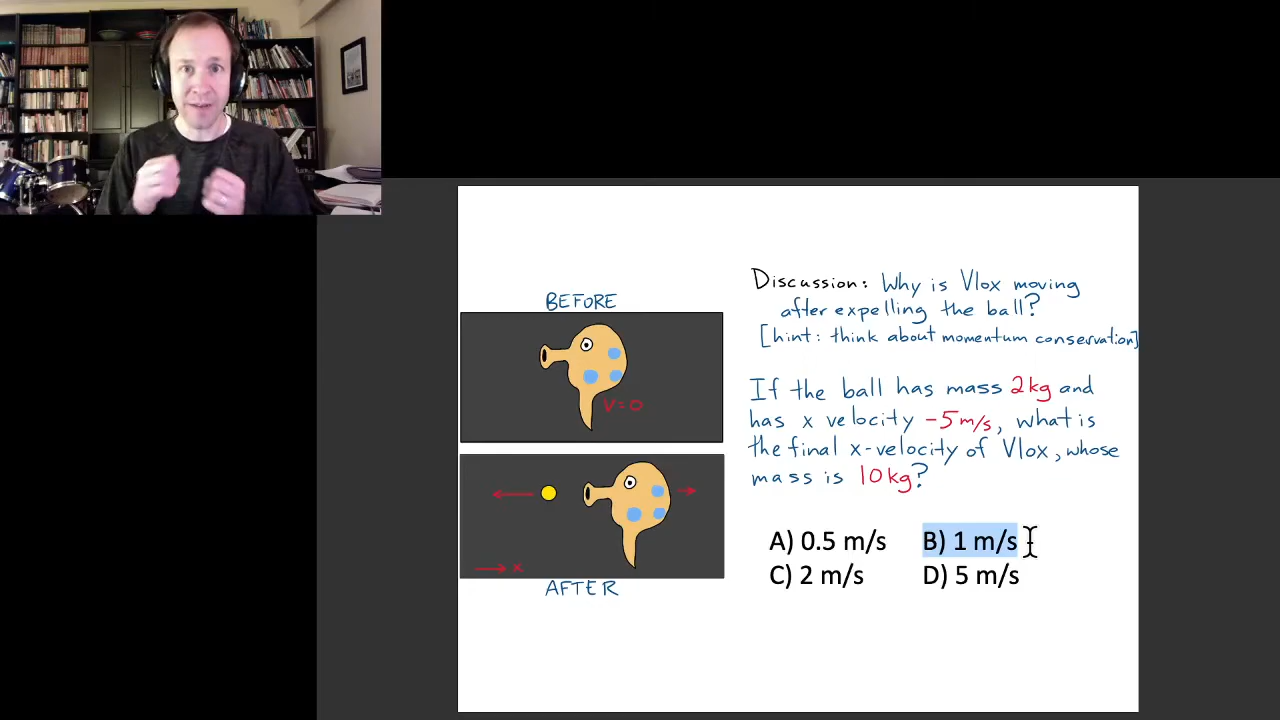 BEFORE
V=0
x
AFTER
Discussion: Why is Vlox moving
after expelling the ball?
[hint: think about momentum conservation]
If the ball has mass 2kg and
has x velocity -5m/s, what is
the final x-velocity of Vlox, whose
mass is 10kg?
A) 0.5 m/s B) 1 m/s
C) 2 m/s D) 5 m/s